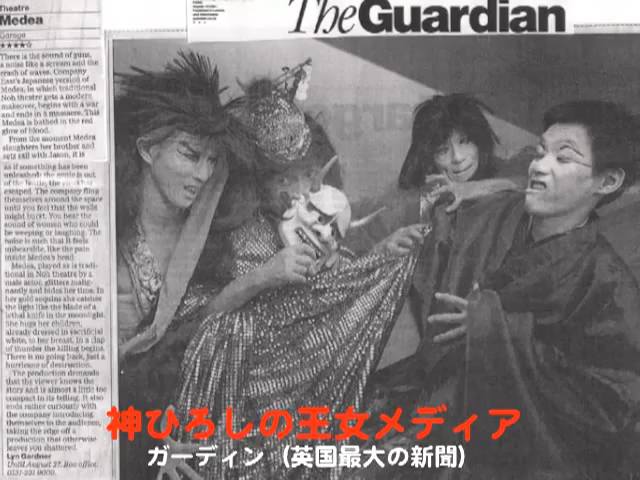 Theatre
Medea
Garage
★★★★☆
TheGuardian
There is the sound of guns,
a noise like a scream and the
crash of waves. Company
East's Japanese version of
Medea, in which traditional
Noh theatre gets a modern
makeover, begins with a war
and ends in a massacre. This
Medea is bathed in the red
glow of blood.
From the moment Medea
slaughters her brother and
sets sail with Jason, it is
as if something has been
unleashed: the genie is out
of the bottle,
escaped. The company fling
themselves around the space
until you feel that the walls
might burst. You hear the
sound of women who could
be weeping or laughing. The
noise is such that it feels
unbearable, like the pain
inside Medea's head.
Medea, played as is tradi-
tional in Noh theatre by a
male actor, glitters malig-
nantly and bides her time. In
her gold sequins she catches
the light like the blade of a
lethal knife in the moonlight.
She hugs her children,
already dressed in sacrificial
white, to her breast. In a clap
of thunder the killing begins.
There is no going back, just a
hurricane of destruction.
The production demands
that the viewer knows the
story and is almost a little too
compact in its telling. It also
ends rather curiously with
the company introducing
themselves to the audience,
taking the edge off a
production that otherwise
leaves you shattered.
Lyn Gardner
Until August 27. Box office:
0131-221 9000.
神ひろしの王女メディア
ガーディン（英国最大の新聞）